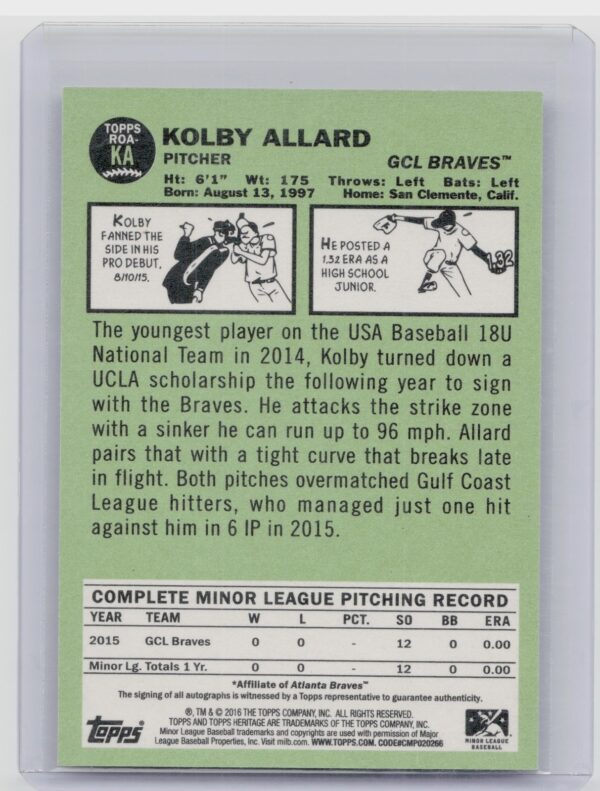 TOPPS
ROA-
KA
KOLBY ALLARD
PITCHER
GCL BRAVES™
Ht: 6'1" Wt: 175 Throws: Left Bats: Left
Born: August 13, 1997 Home: San Clemente, Calif.
KOLBY
FANNED THE
SIDE IN HIS
PRO DEBUT,
8/10/15.
HE POSTED A
1.32 ERA AS A
HIGH SCHOOL
JUNIOR.
1.32
The youngest player on the USA Baseball 18U
National Team in 2014, Kolby turned down a
UCLA scholarship the following year to sign
with the Braves. He attacks the strike zone
with a sinker he can run up to 96 mph. Allard
pairs that with a tight curve that breaks late
in flight. Both pitches overmatched Gulf Coast
League hitters, who managed just one hit
against him in 6 IP in 2015.
COMPLETE MINOR LEAGUE PITCHING RECORD
YEAR TEAM W L PCT. SO BB ERA
2015 GCL Braves 0 0 - 12 0 0.00
Minor Lg. Totals 1 Yr. 0 0 - 12 0 0.00
*Affiliate of Atlanta Braves™
The signing of all autographs is witnessed by a Topps representative to guarantee authenticity.
®, TM & © 2016 THE TOPPS COMPANY, INC. ALL RIGHTS RESERVED.
TOPPS AND TOPPS HERITAGE ARE TRADEMARKS OF THE TOPPS COMPANY, INC.
Minor League Baseball trademarks and copyrights are used with permission of Major
League Baseball Properties, Inc. Visit milb.com. WWW.TOPPS.COM. CODE#CMP020266
Topps
MINOR LEAGUE
BASEBALL